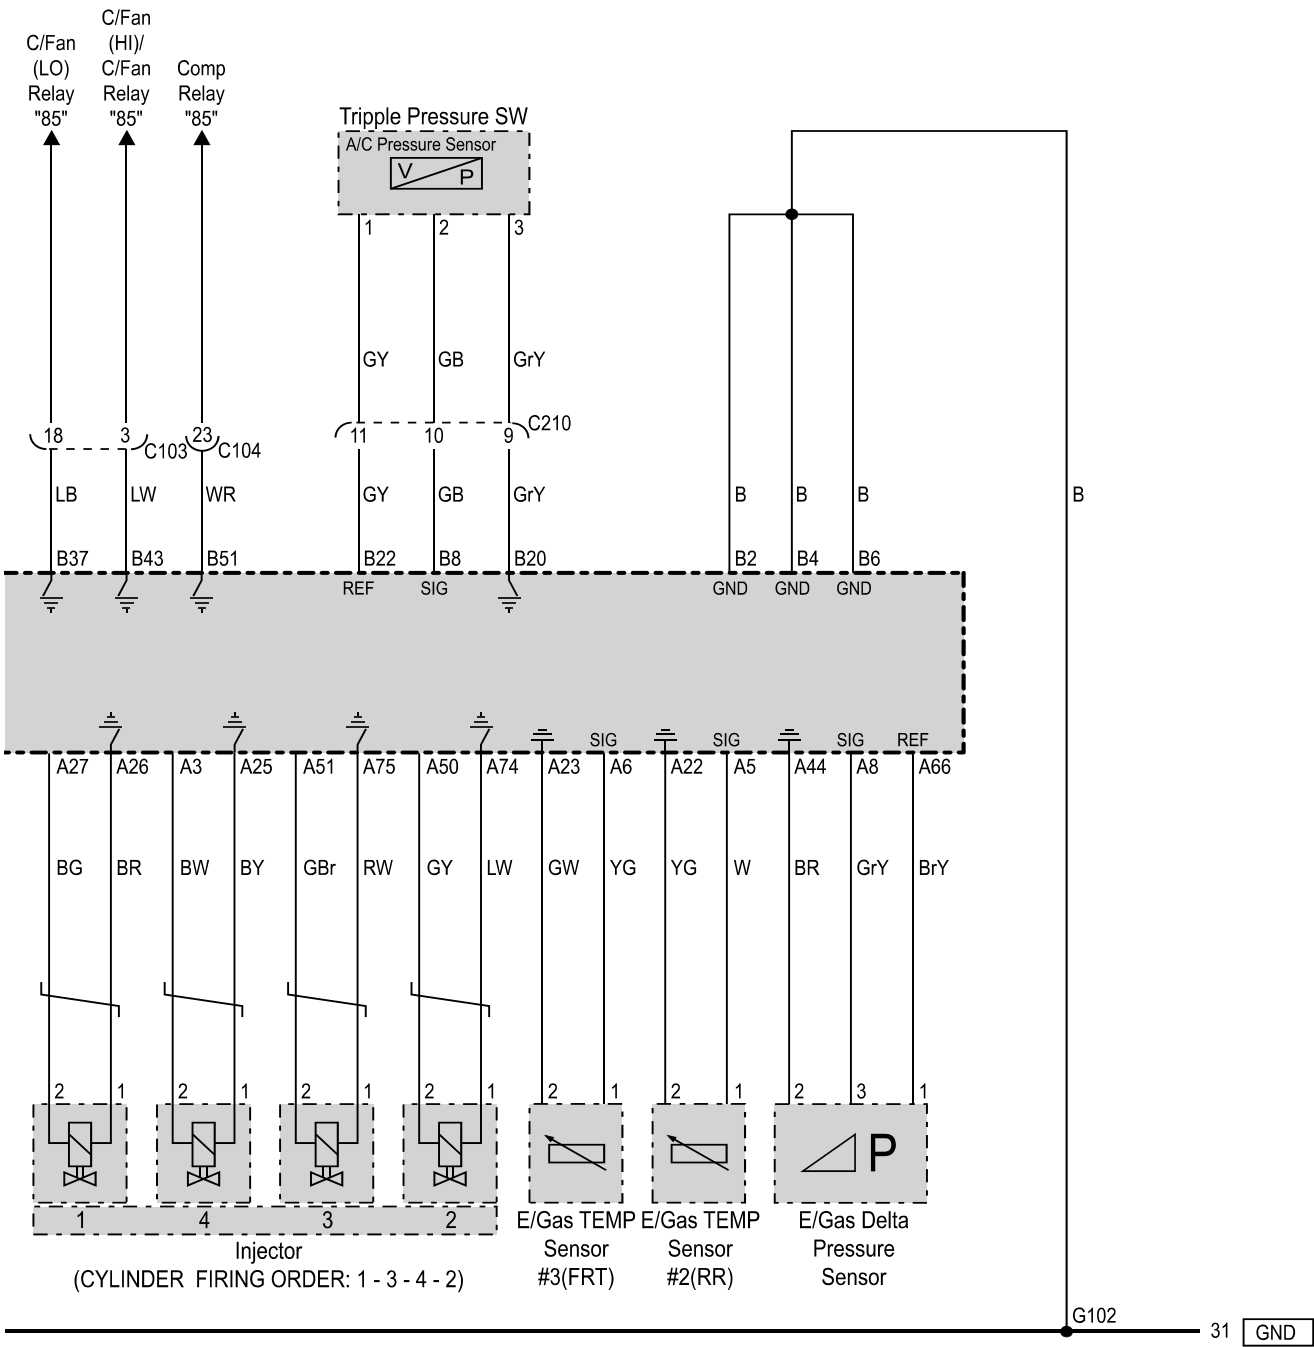 C/Fan
(LO)
Relay
"85"
C/Fan
(HI)/
C/Fan
Relay
"85"
Comp
Relay
"85"
Tripple Pressure SW
A/C Pressure Sensor
V P
1 2 3
GY GB GrY
18 3 C103 23 C104 11 10 9 C210
LB LW WR GY GB GrY B B B B
B37 B43 B51 B22 B8 B20 B2 B4 B6
REF SIG GND GND GND
SIG SIG SIG REF
A27 A26 A3 A25 A51 A75 A50 A74 A23 A6 A22 A5 A44 A8 A66
BG BR BW BY GBr RW GY LW GW YG YG W BR GrY BrY
2 1 2 1 2 1 2 1 2 1 2 1 2 3 1
P
1 4 3 2
Injector
(CYLINDER FIRING ORDER: 1 - 3 - 4 - 2)
E/Gas TEMP
Sensor
#3(FRT)
E/Gas TEMP
Sensor
#2(RR)
E/Gas Delta
Pressure
Sensor
G102
31 GND